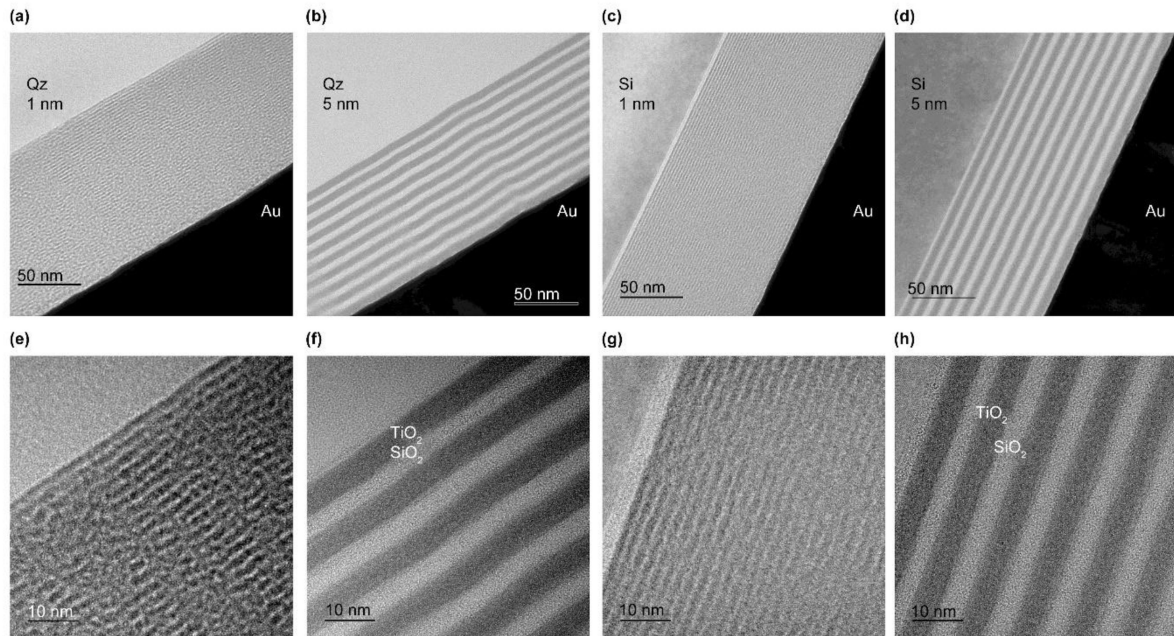 (a)
(b)
(c)
(d)
Qz
1 nm
Au
50 nm
Qz
5 nm
50 nm
Si
1 nm
Au
50 nm
Si
5 nm
Au
50 nm
(e)
(f)
(g)
(h)
10 nm
TiO₂
SiO₂
10 nm
10 nm
TiO₂
SiO₂
10 nm